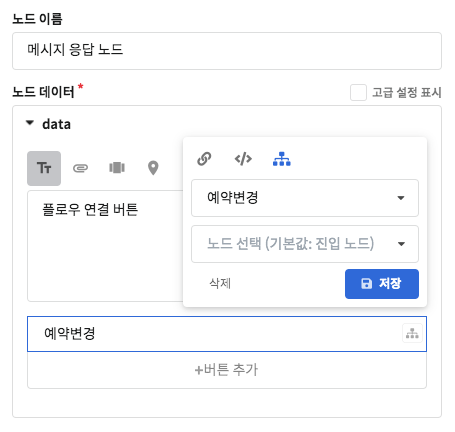 노드 이름
메시지 응답 노드
노드 데이터 *
고급 설정 표시
data
Tт
</>
플로우 연결 버튼
예약변경
노드 선택 (기본값: 진입 노드)
삭제
저장
예약변경
+버튼 추가